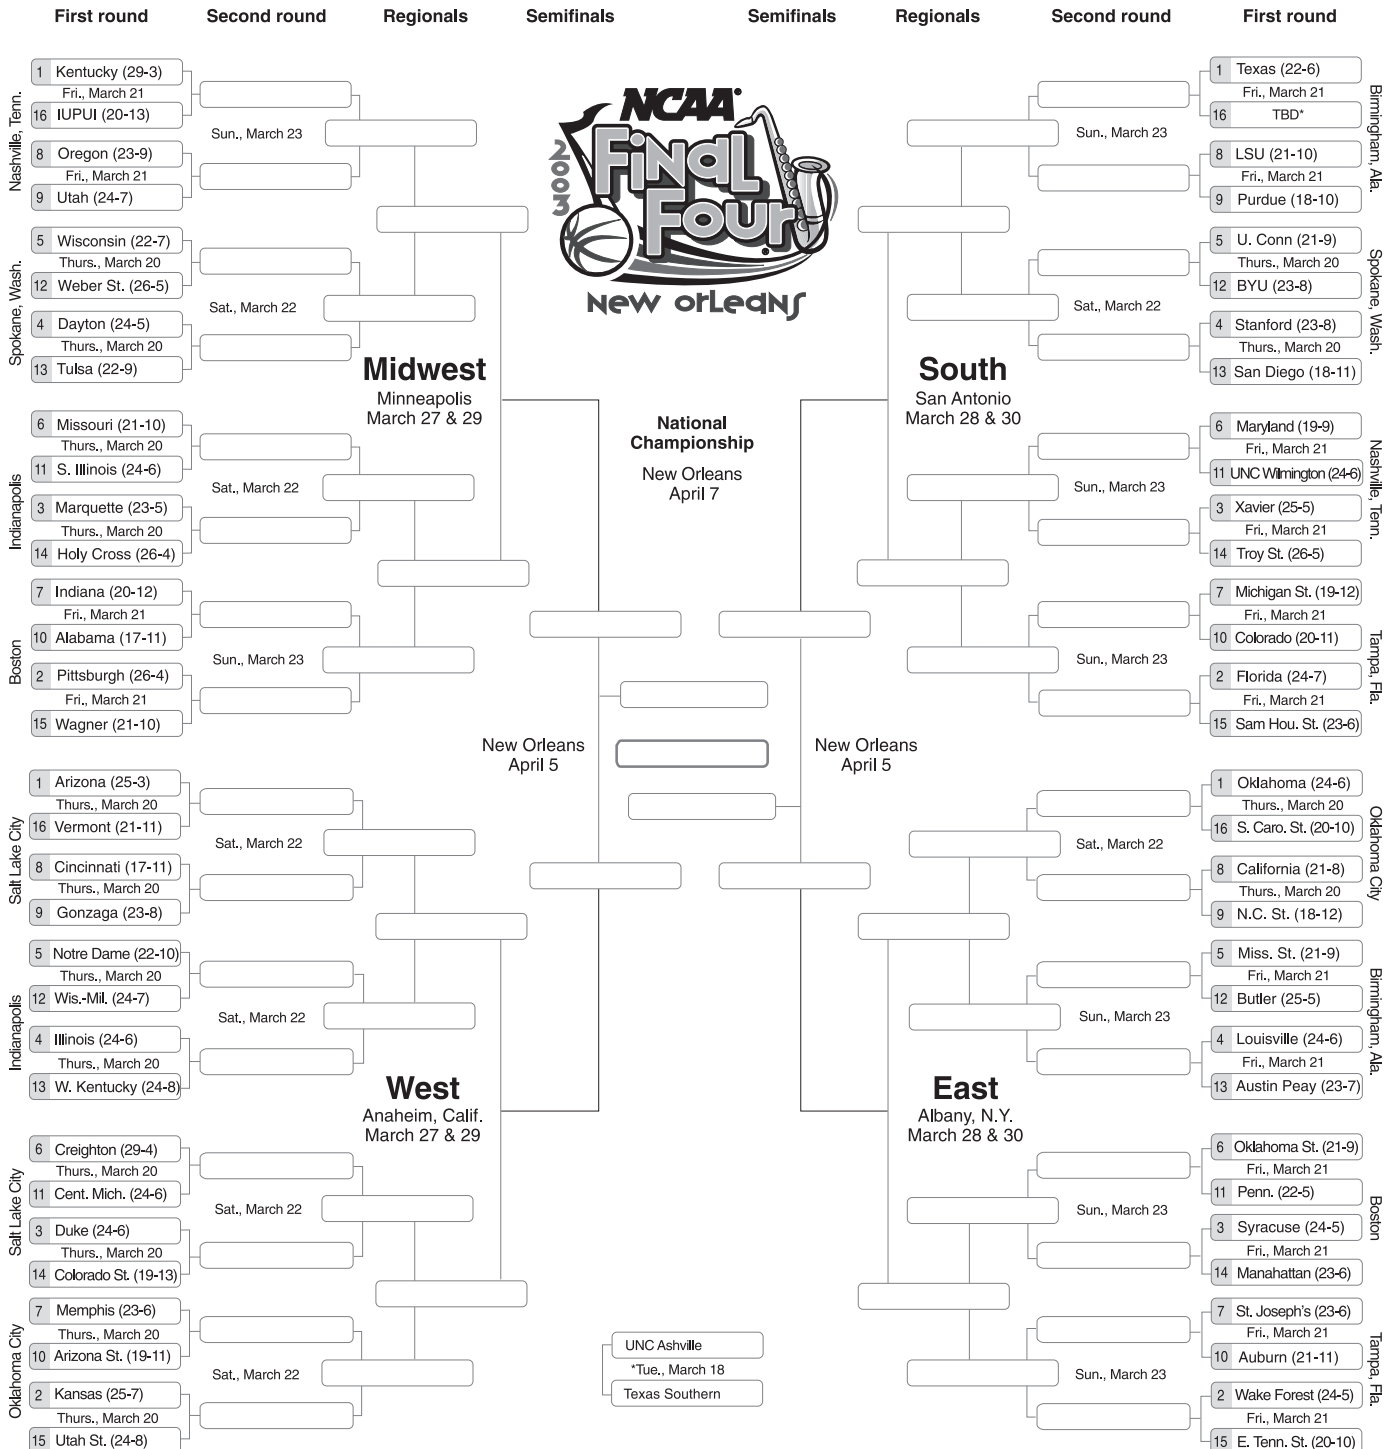 First round Second round Regionals Semifinals Semifinals Regionals Second round First round
NCAA
2003
Final
Four
New Orleans
Nashville, Tenn.
1 Kentucky (29-3)
Fri., March 21
16 IUPUI (20-13)
Sun., March 23
8 Oregon (23-9)
Fri., March 21
9 Utah (24-7)
Spokane, Wash.
5 Wisconsin (22-7)
Thurs., March 20
12 Weber St. (26-5)
Sat., March 22
4 Dayton (24-5)
Thurs., March 20
13 Tulsa (22-9)
Midwest
Minneapolis
March 27 & 29
Indianapolis
6 Missouri (21-10)
Thurs., March 20
11 S. Illinois (24-6)
Sat., March 22
3 Marquette (23-5)
Thurs., March 20
14 Holy Cross (26-4)
Boston
7 Indiana (20-12)
Fri., March 21
10 Alabama (17-11)
Sun., March 23
2 Pittsburgh (26-4)
Fri., March 21
15 Wagner (21-10)
Salt Lake City
1 Arizona (25-3)
Thurs., March 20
16 Vermont (21-11)
Sat., March 22
8 Cincinnati (17-11)
Thurs., March 20
9 Gonzaga (23-8)
Indianapolis
5 Notre Dame (22-10)
Thurs., March 20
12 Wis.-Mil. (24-7)
Sat., March 22
4 Illinois (24-6)
Thurs., March 20
13 W. Kentucky (24-8)
West
Anaheim, Calif.
March 27 & 29
Salt Lake City
6 Creighton (29-4)
Thurs., March 20
11 Cent. Mich. (24-6)
Sat., March 22
3 Duke (24-6)
Thurs., March 20
14 Colorado St. (19-13)
Oklahoma City
7 Memphis (23-6)
Thurs., March 20
10 Arizona St. (19-11)
Sat., March 22
2 Kansas (25-7)
Thurs., March 20
15 Utah St. (24-8)
National
Championship
New Orleans
April 7
New Orleans
April 5
New Orleans
April 5
UNC Ashville
*Tue., March 18
Texas Southern
Birmingham, Ala.
1 Texas (22-6)
Fri., March 21
16 TBD*
Sun., March 23
8 LSU (21-10)
Fri., March 21
9 Purdue (18-10)
Spokane, Wash.
5 U. Conn (21-9)
Thurs., March 20
12 BYU (23-8)
Sat., March 22
4 Stanford (23-8)
Thurs., March 20
13 San Diego (18-11)
South
San Antonio
March 28 & 30
Nashville, Tenn.
6 Maryland (19-9)
Fri., March 21
11 UNC Wilmington (24-6)
Sun., March 23
3 Xavier (25-5)
Fri., March 21
14 Troy St. (26-5)
Tampa, Fla.
7 Michigan St. (19-12)
Fri., March 21
10 Colorado (20-11)
Sun., March 23
2 Florida (24-7)
Fri., March 21
15 Sam Hou. St. (23-6)
Oklahoma City
1 Oklahoma (24-6)
Thurs., March 20
16 S. Caro. St. (20-10)
Sat., March 22
8 California (21-8)
Thurs., March 20
9 N.C. St. (18-12)
Birmingham, Ala.
5 Miss. St. (21-9)
Fri., March 21
12 Butler (25-5)
Sun., March 23
4 Louisville (24-6)
Fri., March 21
13 Austin Peay (23-7)
East
Albany, N.Y.
March 28 & 30
Boston
6 Oklahoma St. (21-9)
Fri., March 21
11 Penn. (22-5)
Sun., March 23
3 Syracuse (24-5)
Fri., March 21
14 Manahattan (23-6)
Tampa, Fla.
7 St. Joseph's (23-6)
Fri., March 21
10 Auburn (21-11)
Sun., March 23
2 Wake Forest (24-5)
Fri., March 21
15 E. Tenn. St. (20-10)